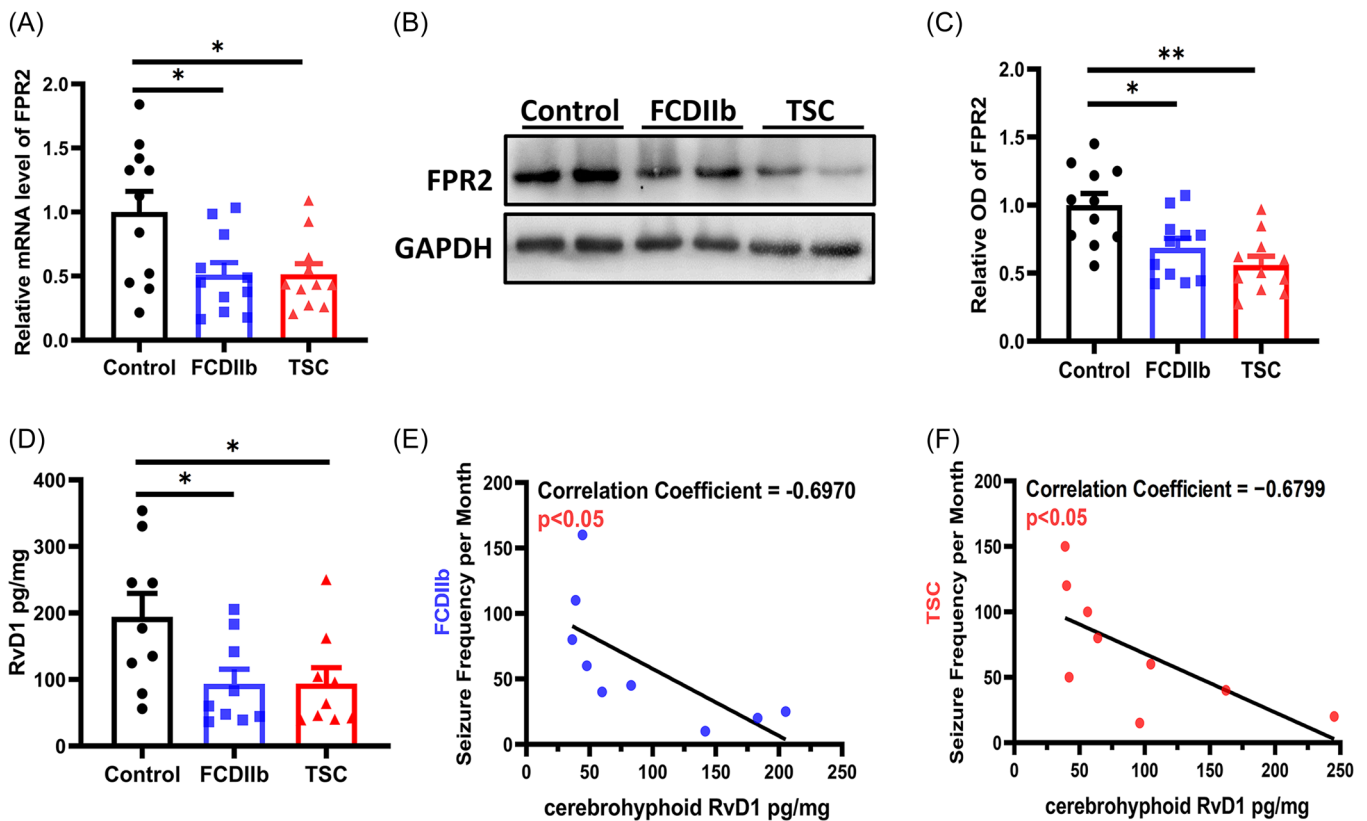 (A)
Relative mRNA level of FPR2
2.0
1.5
1.0
0.5
0.0
*
*
Control FCDIIb TSC
(B)
Control FCDIIb TSC
FPR2
GAPDH
(C)
Relative OD of FPR2
2.0
1.5
1.0
0.5
0.0
**
*
Control FCDIIb TSC
(D)
RvD1 pg/mg
400
300
200
100
0
*
*
Control FCDIIb TSC
(E)
FCDIIb
Seizure Frequency per Month
200
150
100
50
0
Correlation Coefficient = -0.6970
p<0.05
0 50 100 150 200 250
cerebrohyphoid RvD1 pg/mg
(F)
TSC
Seizure Frequency per Month
200
150
100
50
0
Correlation Coefficient = −0.6799
p<0.05
0 50 100 150 200 250
cerebrohyphoid RvD1 pg/mg